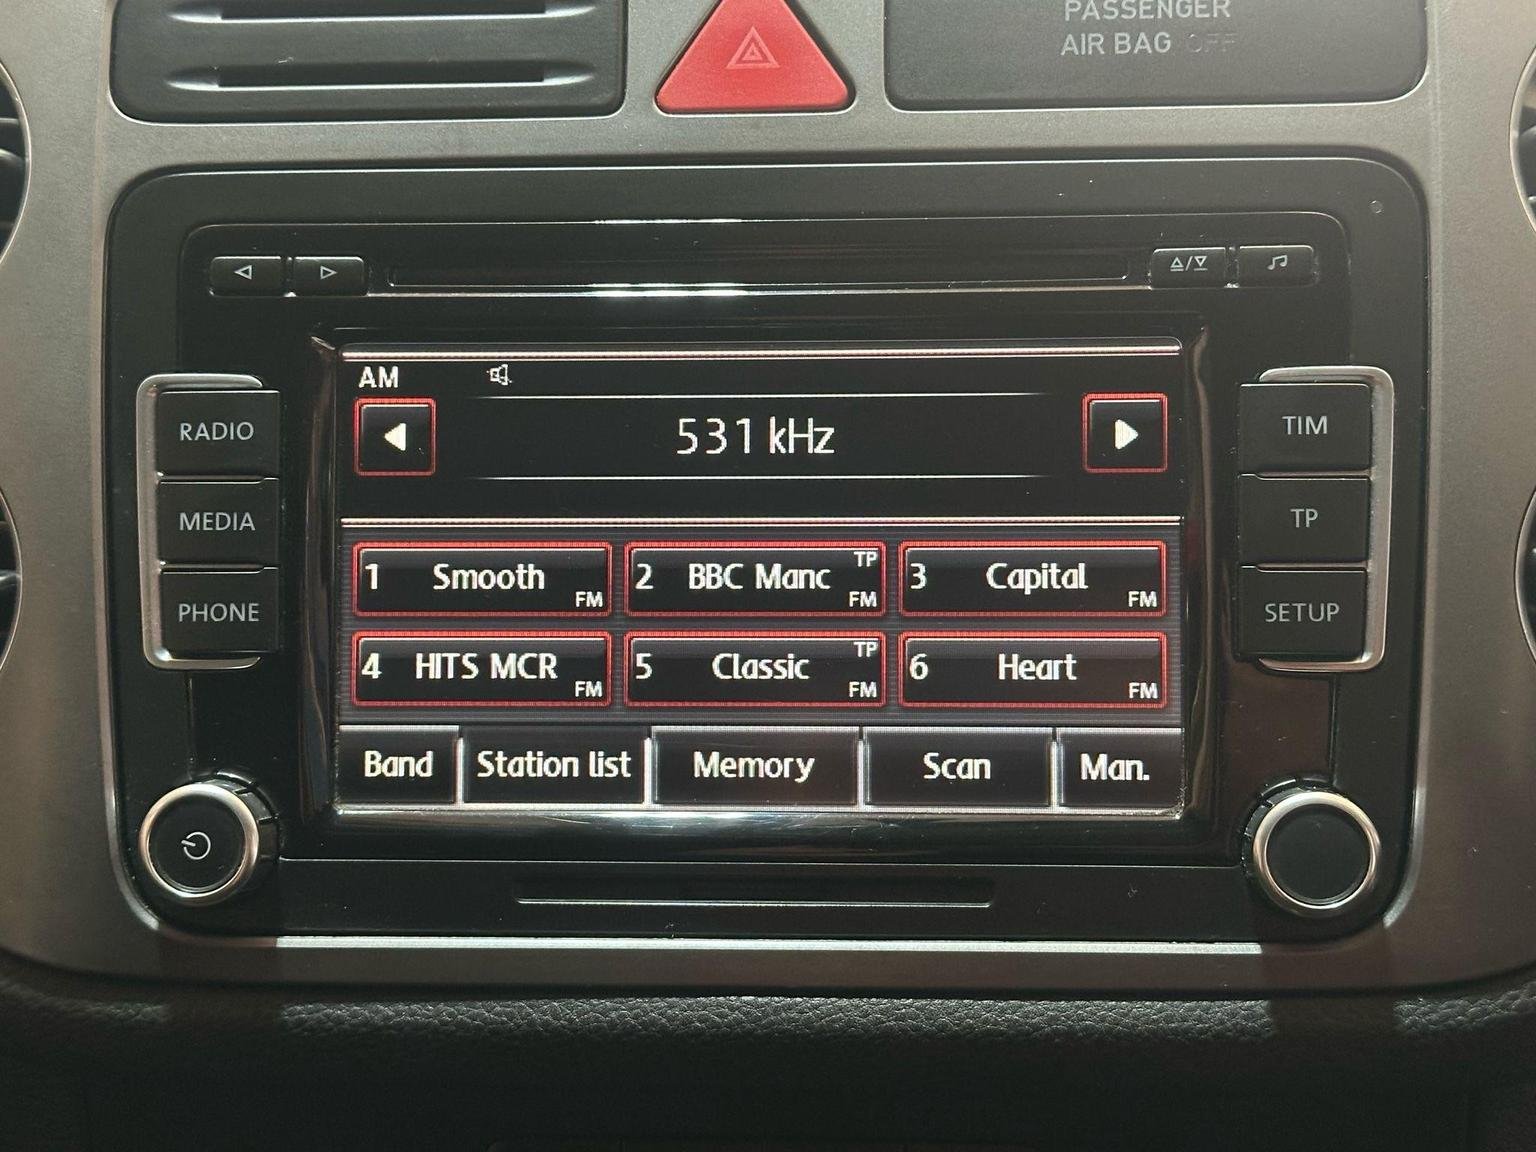 PASSENGER
AIR BAG OFF
AM
531 kHz
RADIO
MEDIA
PHONE
TIM
TP
SETUP
1 Smooth FM
2 BBC Manc TP FM
3 Capital FM
4 HITS MCR FM
5 Classic TP FM
6 Heart FM
Band Station list Memory Scan Man.